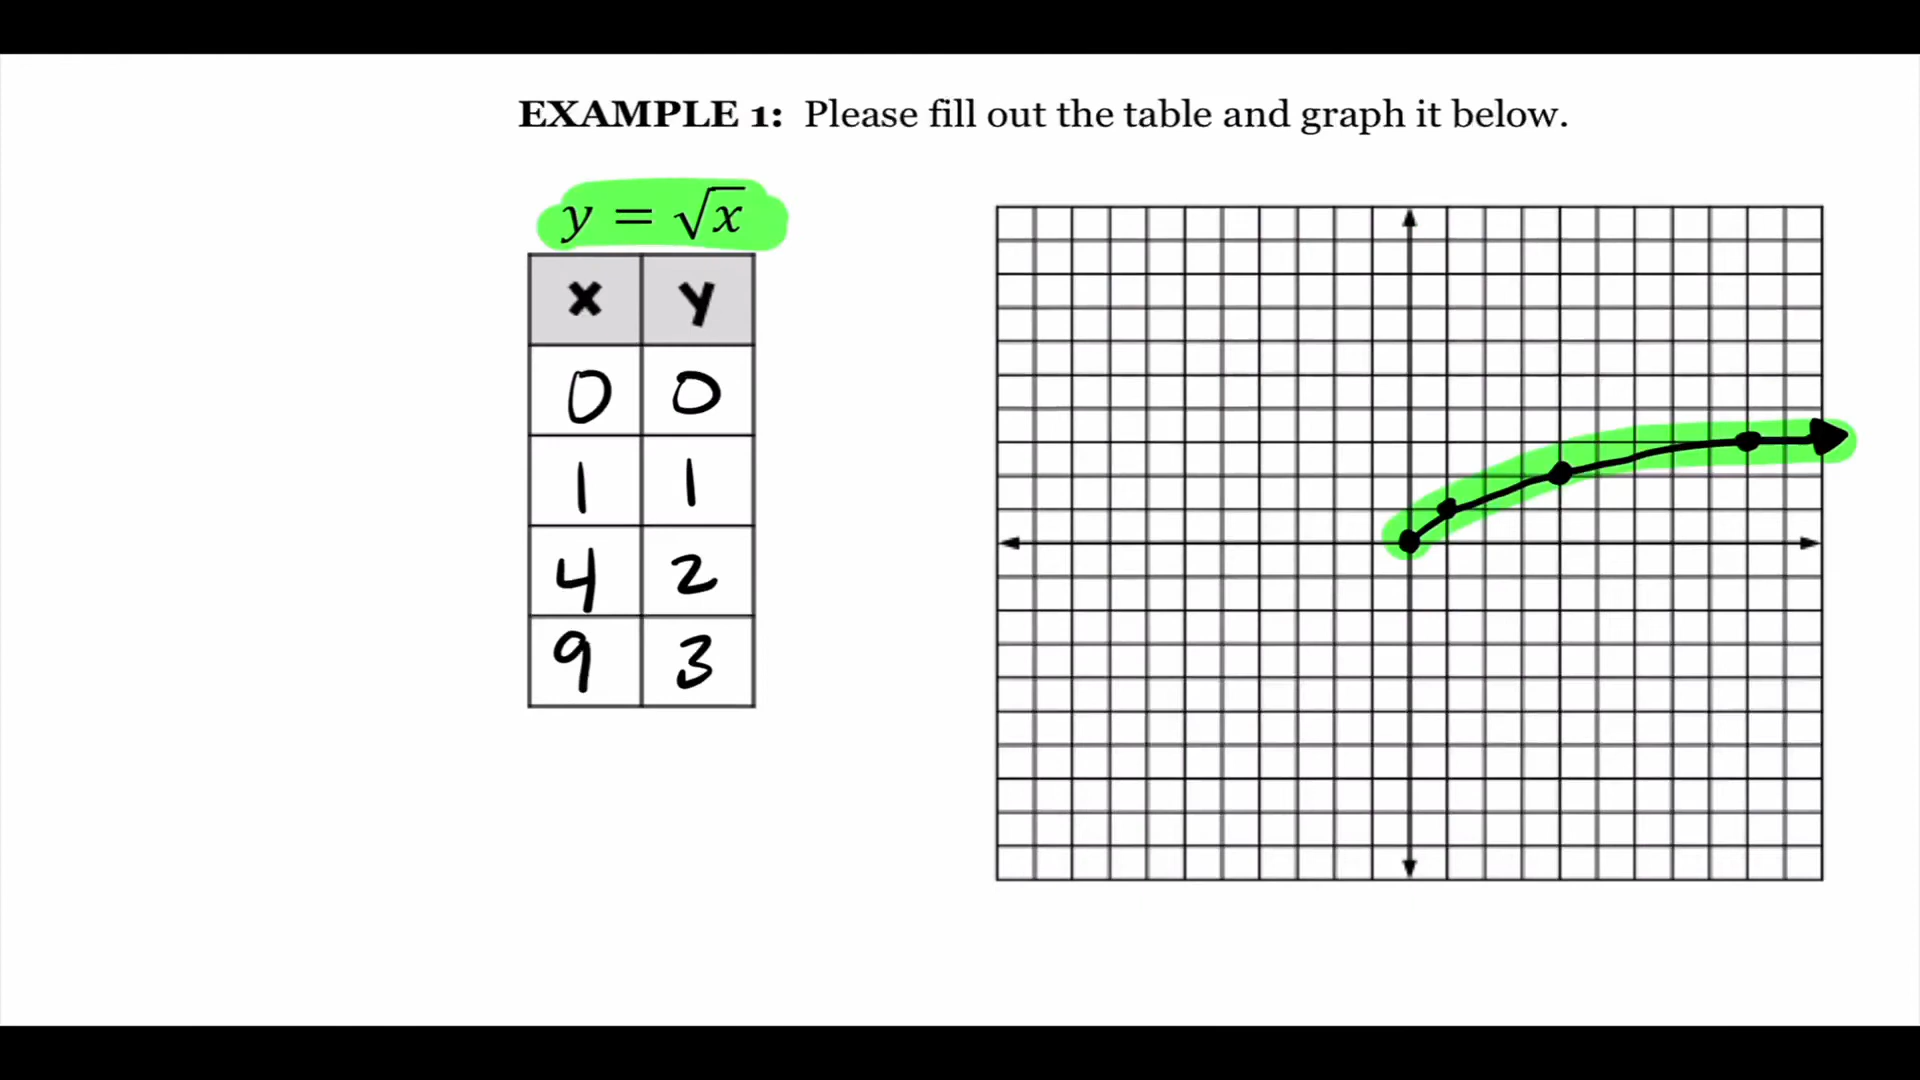 EXAMPLE 1: Please fill out the table and graph it below.
y = √x
x y
0 0
1 1
4 2
9 3